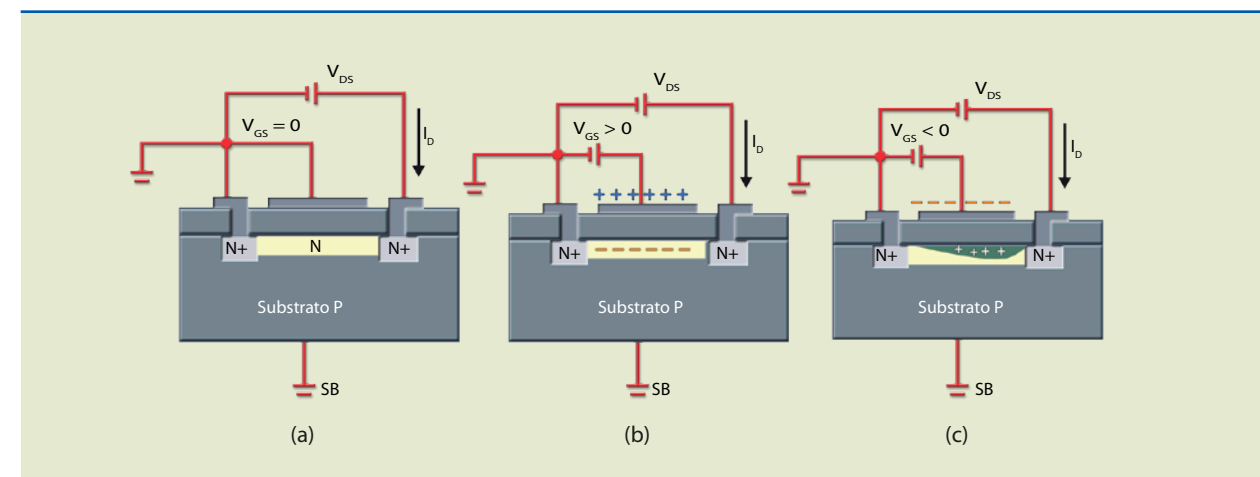 V_DS
V_GS = 0
I_D
N+
N
N+
Substrato P
SB
(a)
V_DS
V_GS > 0
I_D
++++++
N+
− − − − − − −
N+
Substrato P
SB
(b)
V_DS
V_GS < 0
I_D
− − − − − − − −
N+
+ + + + +
N+
Substrato P
SB
(c)